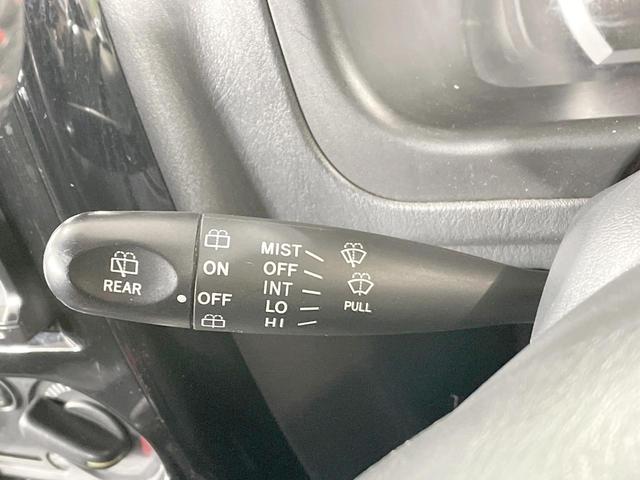 REAR
ON
OFF
MIST
OFF
INT
LO
HI
PULL